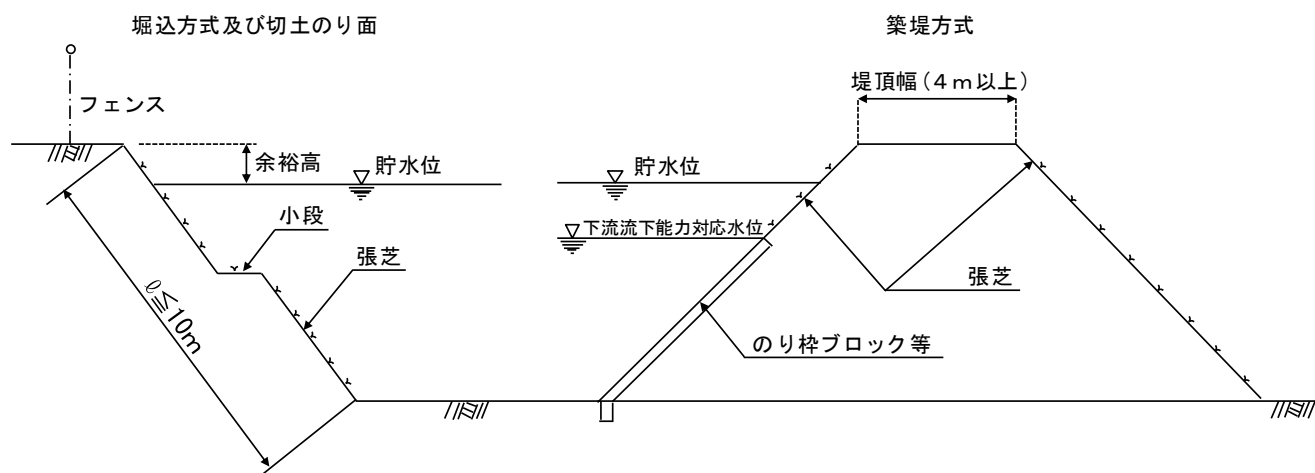 堀込方式及び切土のり面
築堤方式
堤頂幅（４ｍ以上）
フェンス
余裕高
貯水位
貯水位
小段
下流流下能力対応水位
張芝
張芝
ℓ≦10m
のり枠ブロック等